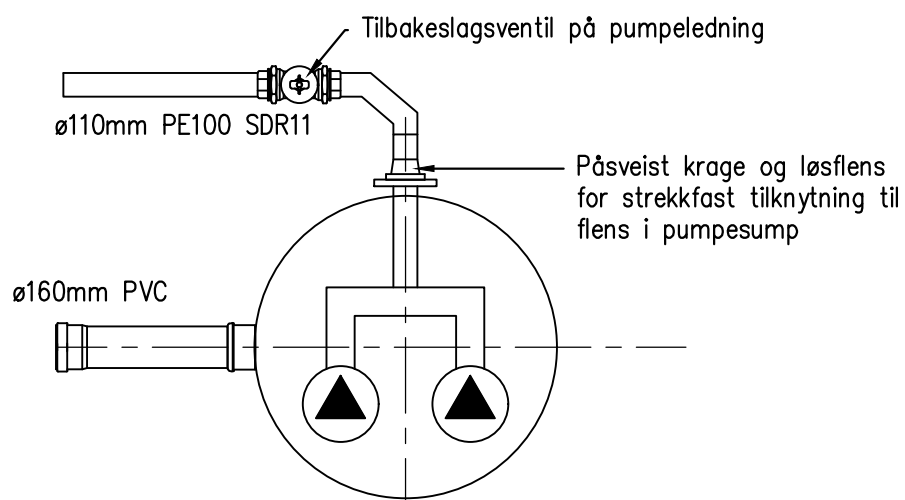 Tilbakeslagsventil på pumpeledning
ø110mm PE100 SDR11
Påsveist krage og løsflens
for strekkfast tilknytning til
flens i pumpesump
ø160mm PVC